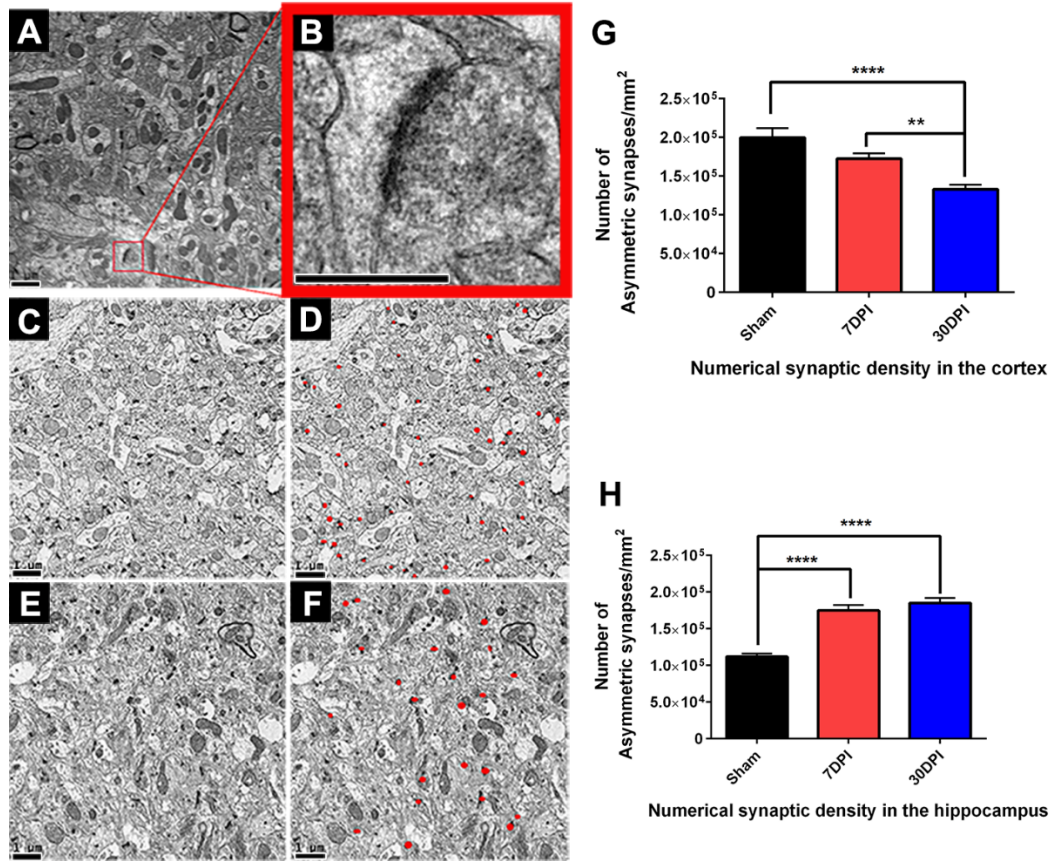 A
B
µm
C
D
1 µm
1 µm
E
F
1 µm
1 µm
G
Number of
Asymmetric synapses/mm²
2.5×10⁵
2.0×10⁵
1.5×10⁵
1.0×10⁵
5.0×10⁴
0
****
**
Sham
7DPI
30DPI
Numerical synaptic density in the cortex
H
Number of
Asymmetric synapses/mm²
2.5×10⁵
2.0×10⁵
1.5×10⁵
1.0×10⁵
5.0×10⁴
0
****
****
Sham
7DPI
30DPI
Numerical synaptic density in the hippocampus